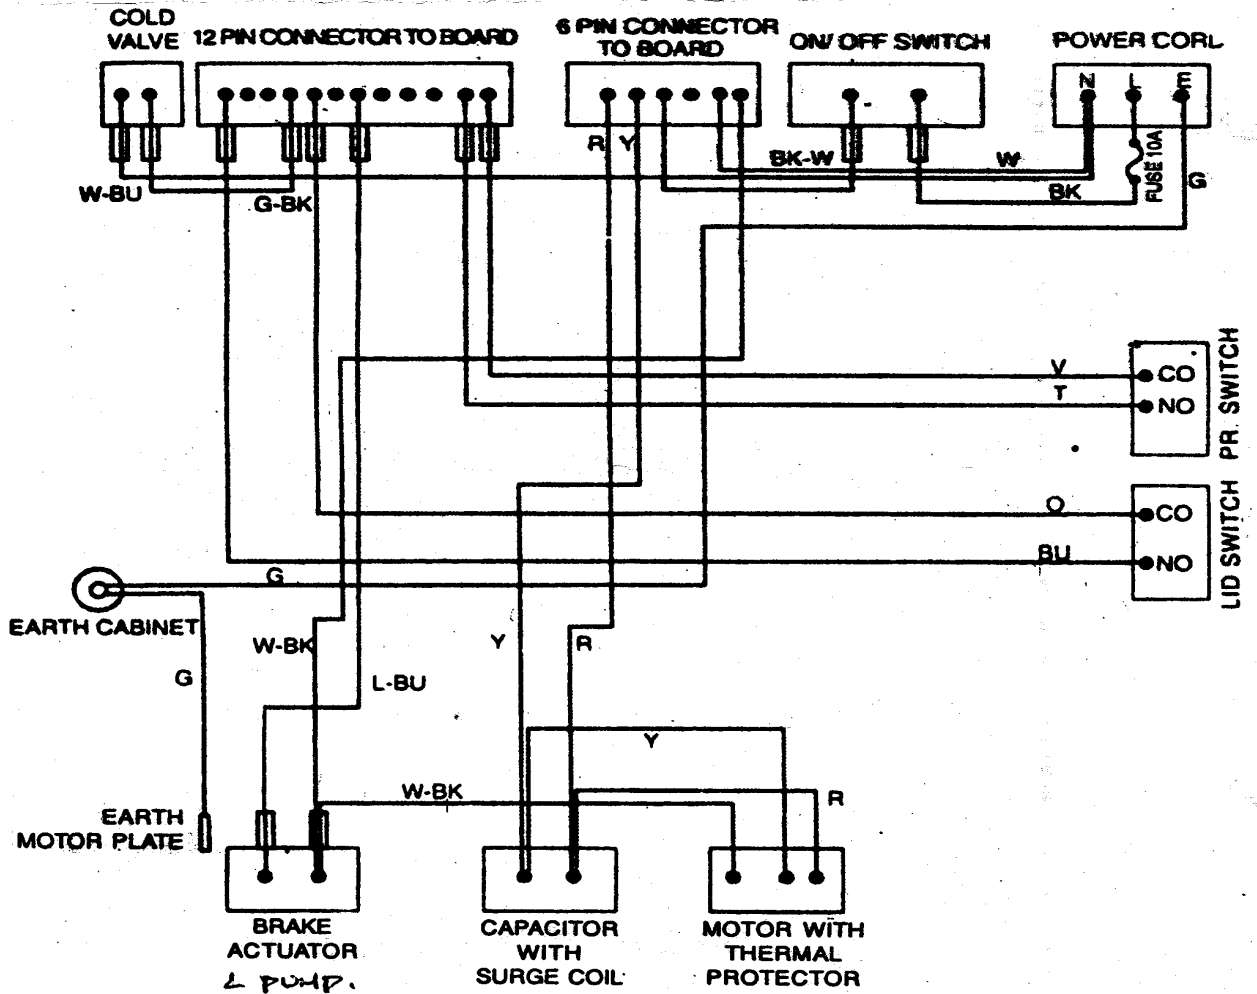 COLD
VALVE
12 PIN CONNECTOR TO BOARD
6 PIN CONNECTOR
TO BOARD
ON/ OFF SWITCH
POWER CORL
N L E
R Y
BK-W
W
FUSE 10A
G
W-BU
G-BK
BK
V
CO
T
NO
PR. SWITCH
O
CO
BU
NO
LID SWITCH
G
EARTH CABINET
W-BK
Y
R
G
L-BU
Y
W-BK
R
EARTH
MOTOR PLATE
BRAKE
ACTUATOR
& PUMP.
CAPACITOR
WITH
SURGE COIL
MOTOR WITH
THERMAL
PROTECTOR